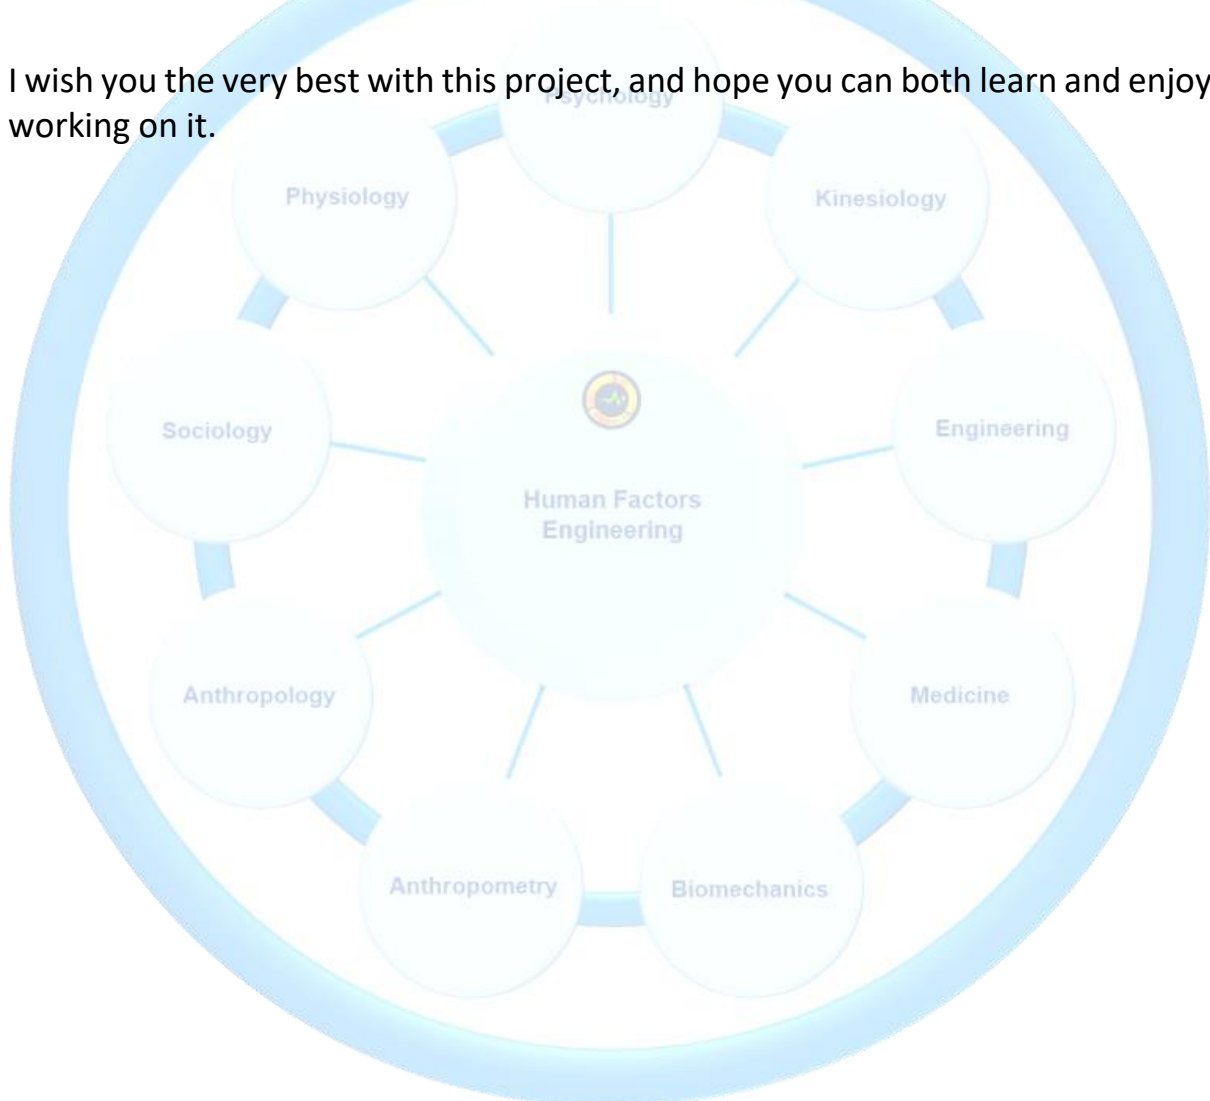 I wish you the very best with this project, and hope you can both learn and enjoy
working on it.
Psychology
Physiology
Kinesiology
Sociology
Engineering
Human Factors
Engineering
Anthropology
Medicine
Anthropometry
Biomechanics